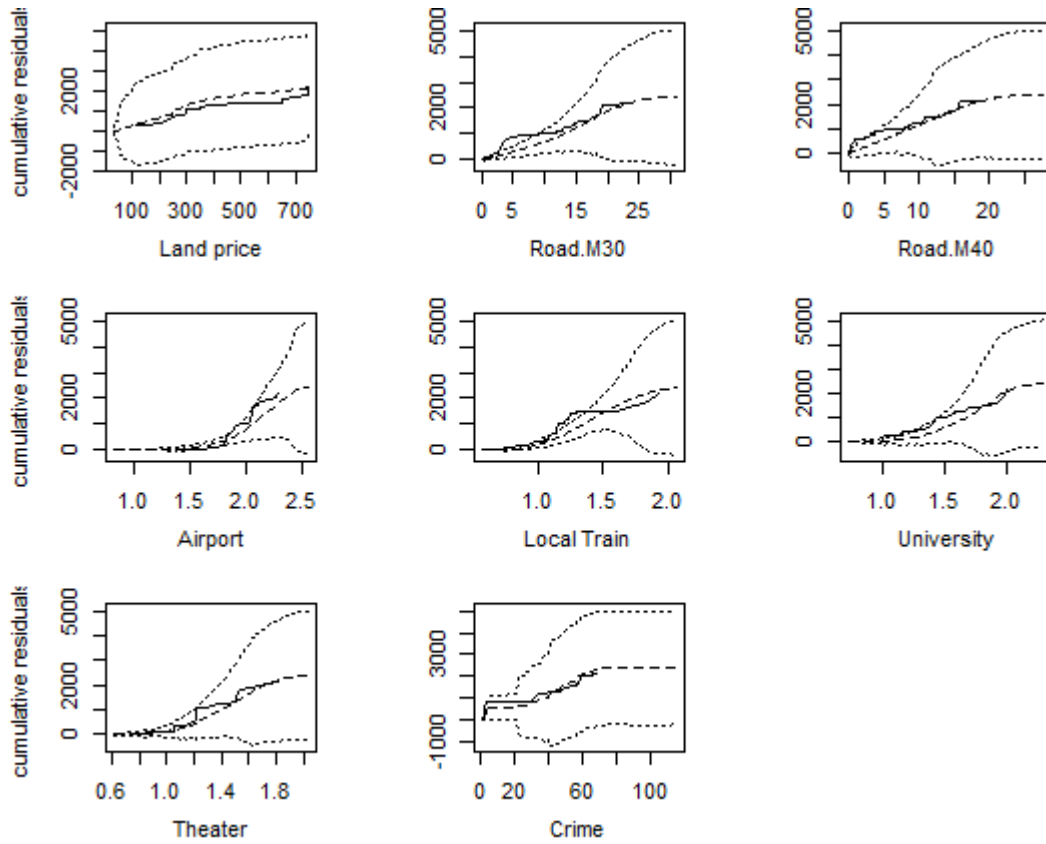 cumulative residuals
-2000 2000
100 300 500 700
Land price
0 2000 5000
0 5 15 25
Road.M30
0 2000 5000
0 5 10 20
Road.M40
cumulative residuals
0 2000 5000
1.0 1.5 2.0 2.5
Airport
0 2000 5000
1.0 1.5 2.0
Local Train
0 2000 5000
1.0 1.5 2.0
University
cumulative residuals
0 2000 5000
0.6 1.0 1.4 1.8
Theater
-1000 3000
0 20 60 100
Crime